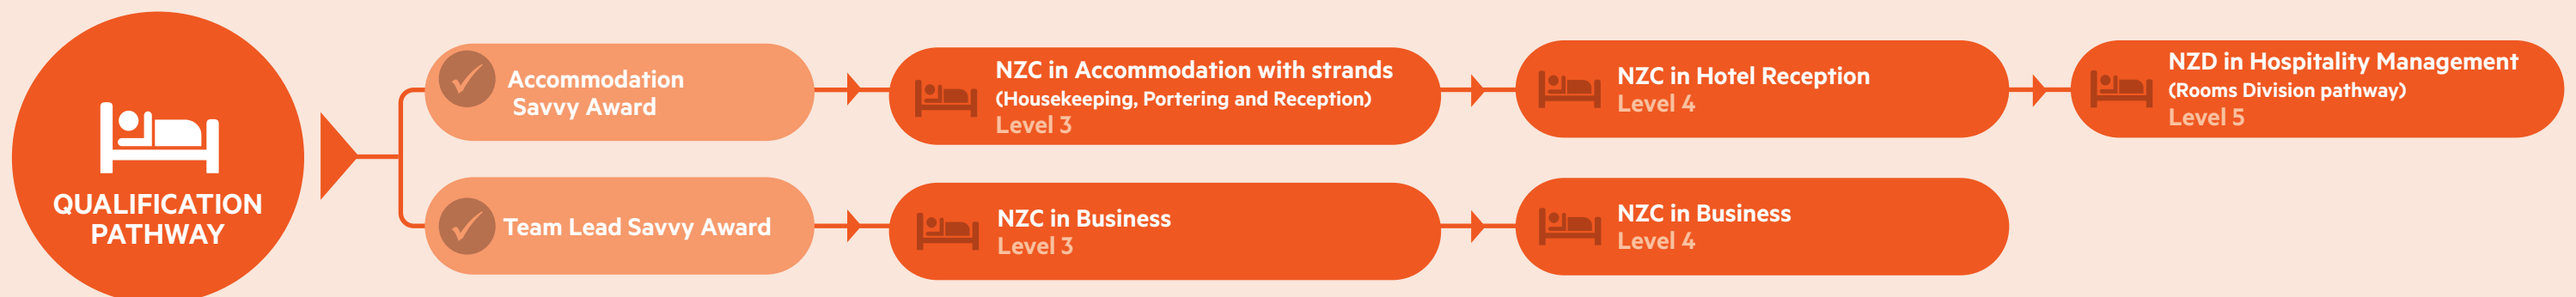 QUALIFICATION
PATHWAY
Accommodation
Savvy Award
NZC in Accommodation with strands
(Housekeeping, Portering and Reception)
Level 3
NZC in Hotel Reception
Level 4
NZD in Hospitality Management
(Rooms Division pathway)
Level 5
Team Lead Savvy Award
NZC in Business
Level 3
NZC in Business
Level 4